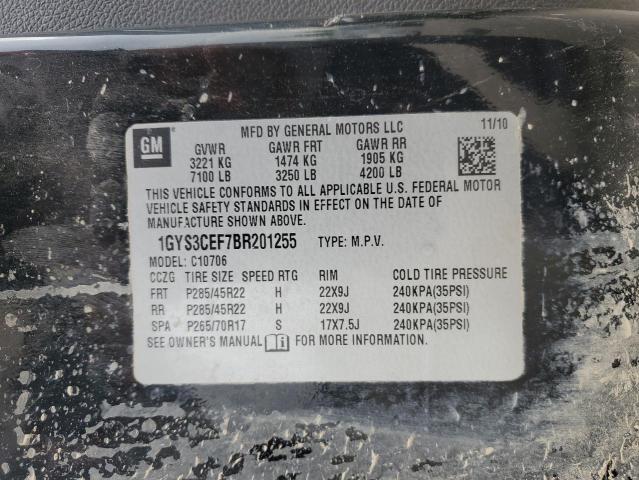 MFD BY GENERAL MOTORS LLC 11/10
GM GVWR GAWR FRT GAWR RR
3221 KG 1474 KG 1905 KG
7100 LB 3250 LB 4200 LB
THIS VEHICLE CONFORMS TO ALL APPLICABLE U.S. FEDERAL MOTOR
VEHICLE SAFETY STANDARDS IN EFFECT ON THE DATE OF
MANUFACTURE SHOWN ABOVE.
1GYS3CEF7BR201255 TYPE: M.P.V.
MODEL: C10706
CCZG TIRE SIZE SPEED RTG RIM COLD TIRE PRESSURE
FRT P285/45R22 H 22X9J 240KPA(35PSI)
RR P285/45R22 H 22X9J 240KPA(35PSI)
SPA P265/70R17 S 17X7.5J 240KPA(35PSI)
SEE OWNER'S MANUAL FOR MORE INFORMATION.